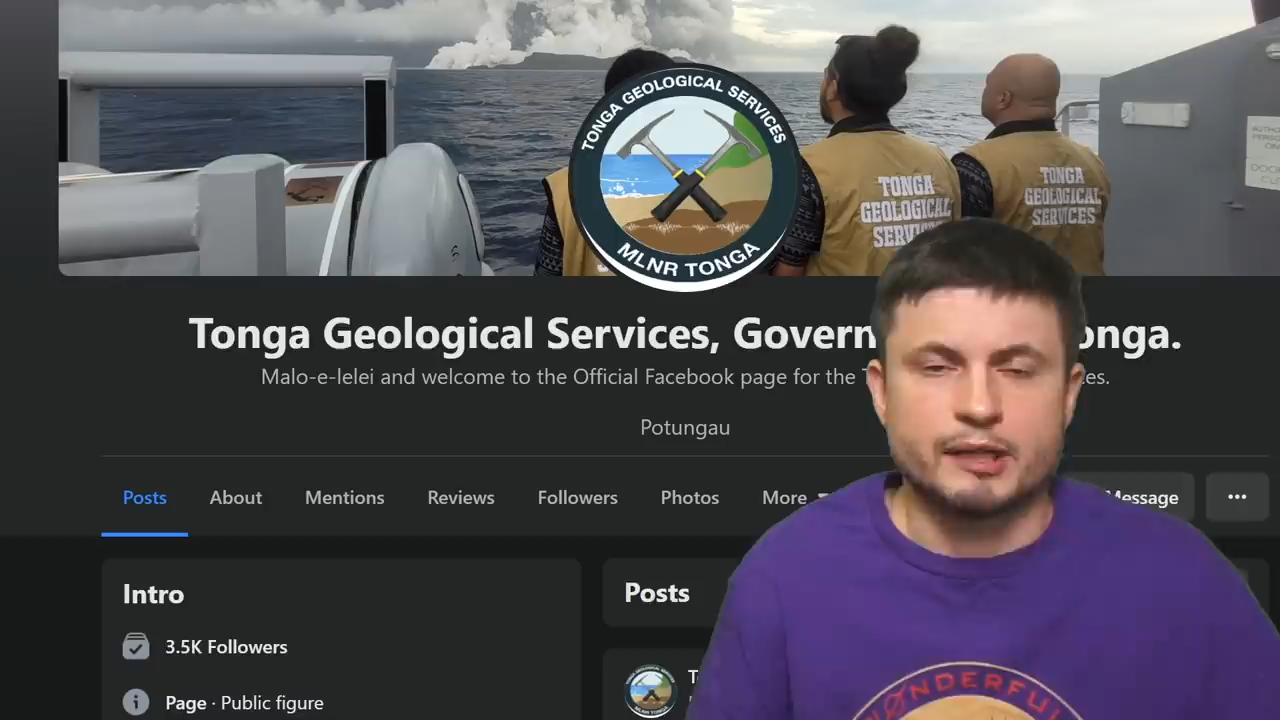 TONGA GEOLOGICAL SERVICES
MLNR TONGA
TONGA
GEOLOGICAL
TONGA
GEOLOGICAL
SERVICES
Tonga Geological Services, Govern onga.
Malo-e-lelei and welcome to the Official Facebook page for the T es.
Potungau
Posts About Mentions Reviews Followers Photos More Message
Intro
3.5K Followers
Page · Public figure
Posts